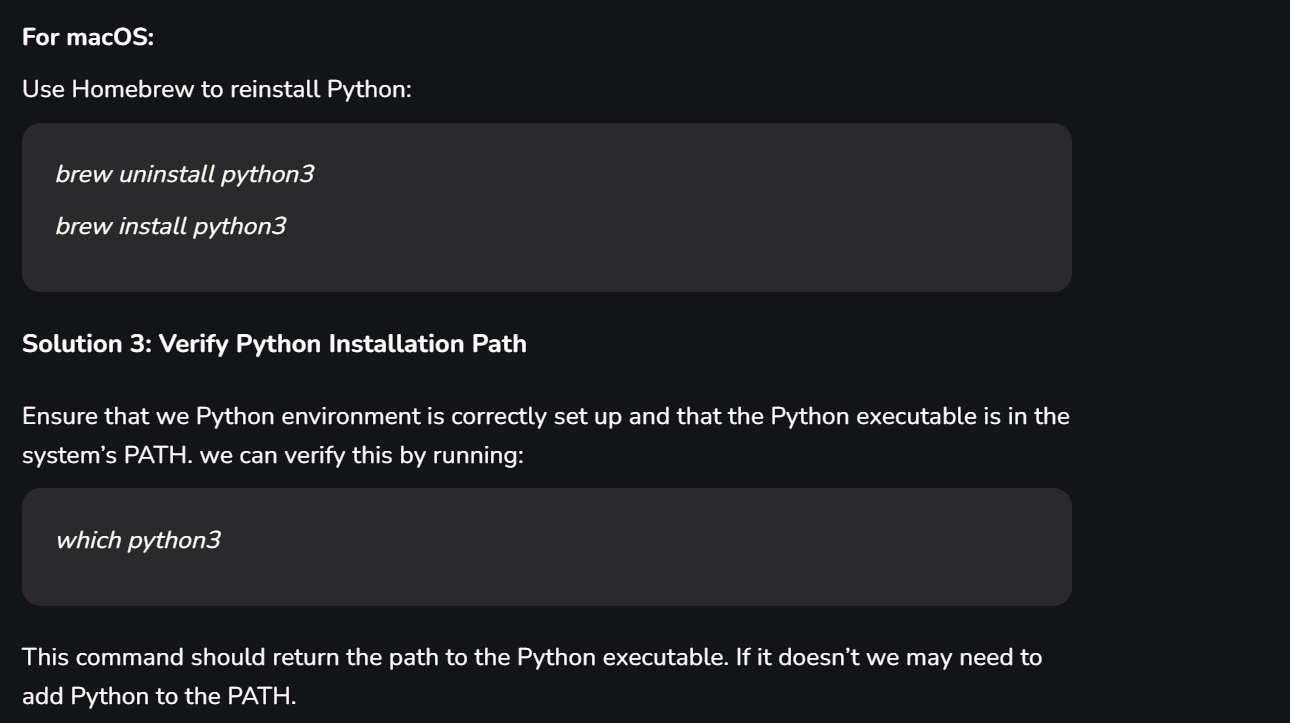 For macOS:
Use Homebrew to reinstall Python:
brew uninstall python3
brew install python3
Solution 3: Verify Python Installation Path
Ensure that we Python environment is correctly set up and that the Python executable is in the
system’s PATH. we can verify this by running:
which python3
This command should return the path to the Python executable. If it doesn’t we may need to
add Python to the PATH.